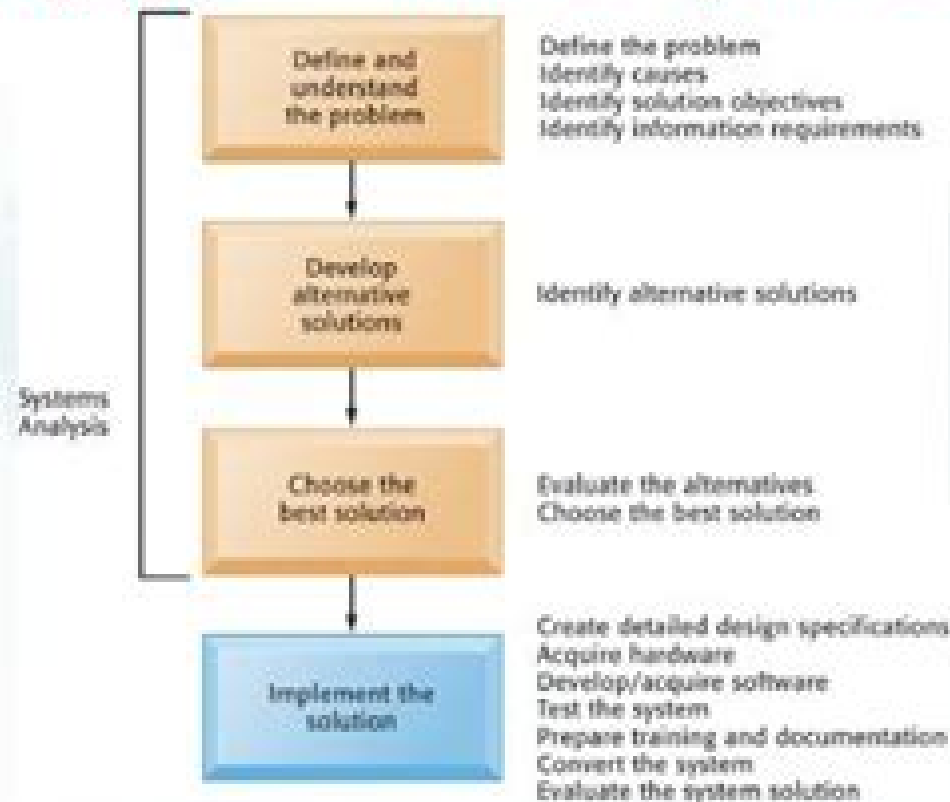 Define and
understand
the problem
Define the problem
Identify causes
Identify solution objectives
Identify information requirements
Develop
alternative
solutions
Identify alternative solutions
Systems
Analysis
Choose the
best solution
Evaluate the alternatives
Choose the best solution
Implement the
solution
Create detailed design specifications
Acquire hardware
Develop/acquire software
Test the system
Prepare training and documentation
Convert the system
Evaluate the system solution